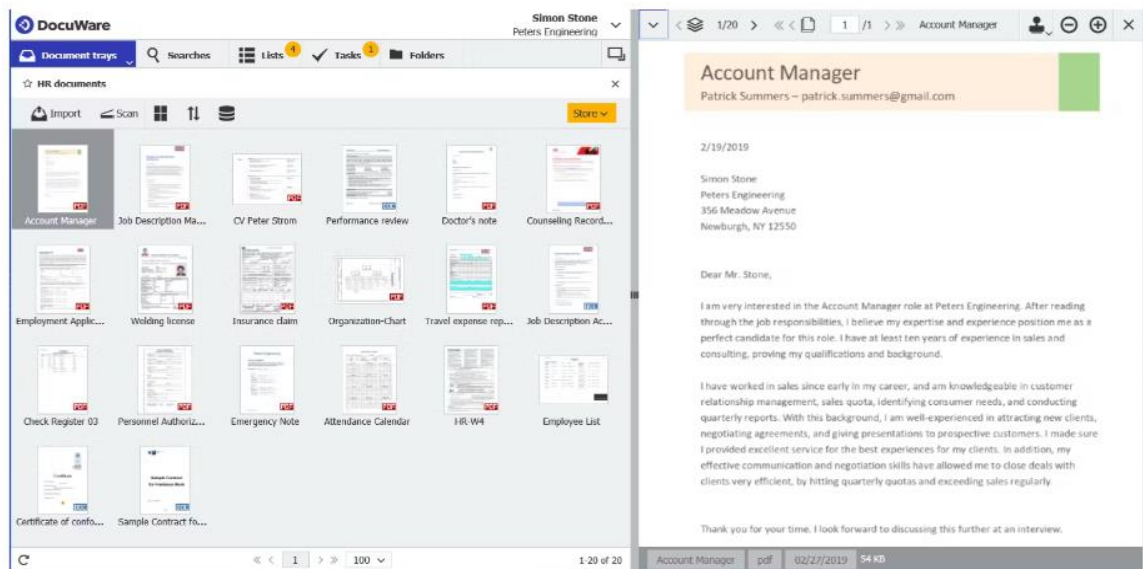 DocuWare
Simon Stone
Peters Engineering
Document trays
Searches
Lists 4
Tasks 1
Folders
HR documents
Import
Scan
Store
Account Manager
Job Description Ma...
CV Peter Strom
Performance review
Doctor's note
Counseling Record...
Employment Applic...
Welding license
Insurance claim
Organization-Chart
Travel expense rep...
Job Description Ac...
Check Register 03
Personnel Authoriz...
Emergency Note
Attendance Calendar
HR-W4
Employee List
Certificate of confo...
Sample Contract fo...
1
100
1-20 of 20
1/20
1 /1
Account Manager
Account Manager
Patrick Summers – patrick.summers@gmail.com
2/19/2019
Simon Stone
Peters Engineering
356 Meadow Avenue
Newburgh, NY 12550
Dear Mr. Stone,
I am very interested in the Account Manager role at Peters Engineering. After reading
through the job responsibilities, I believe my expertise and experience position me as a
perfect candidate for this role. I have at least ten years of experience in sales and
consulting, proving my qualifications and background.
I have worked in sales since early in my career, and am knowledgeable in customer
relationship management, sales quota, identifying consumer needs, and conducting
quarterly reports. With this background, I am well-experienced in attracting new clients,
negotiating agreements, and giving presentations to prospective customers. I made sure
I provided excellent service for the best experiences for my clients. In addition, my
effective communication and negotiation skills have allowed me to close deals with
clients very efficient, by hitting quarterly quotas and exceeding sales regularly.
Thank you for your time. I look forward to discussing this further at an interview.
Account Manager
pdf
02/27/2019
54 KB